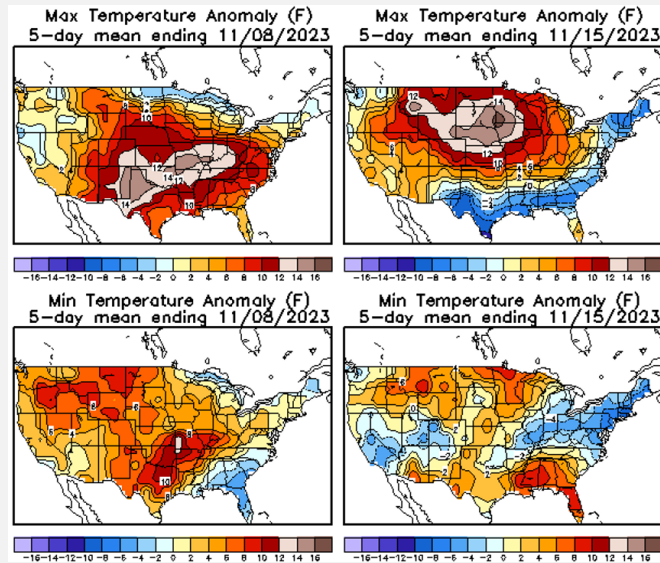 Max Temperature Anomaly (F)
5-day mean ending 11/08/2023
-16-14-12-10 -8 -6 -4 -2 0 2 4 6 8 10 12 14 16
Max Temperature Anomaly (F)
5-day mean ending 11/15/2023
-16-14-12-10 -8 -6 -4 -2 0 2 4 6 8 10 12 14 16
Min Temperature Anomaly (F)
5-day mean ending 11/08/2023
-16-14-12-10 -8 -6 -4 -2 0 2 4 6 8 10 12 14 16
Min Temperature Anomaly (F)
5-day mean ending 11/15/2023
-16-14-12-10 -8 -6 -4 -2 0 2 4 6 8 10 12 14 16